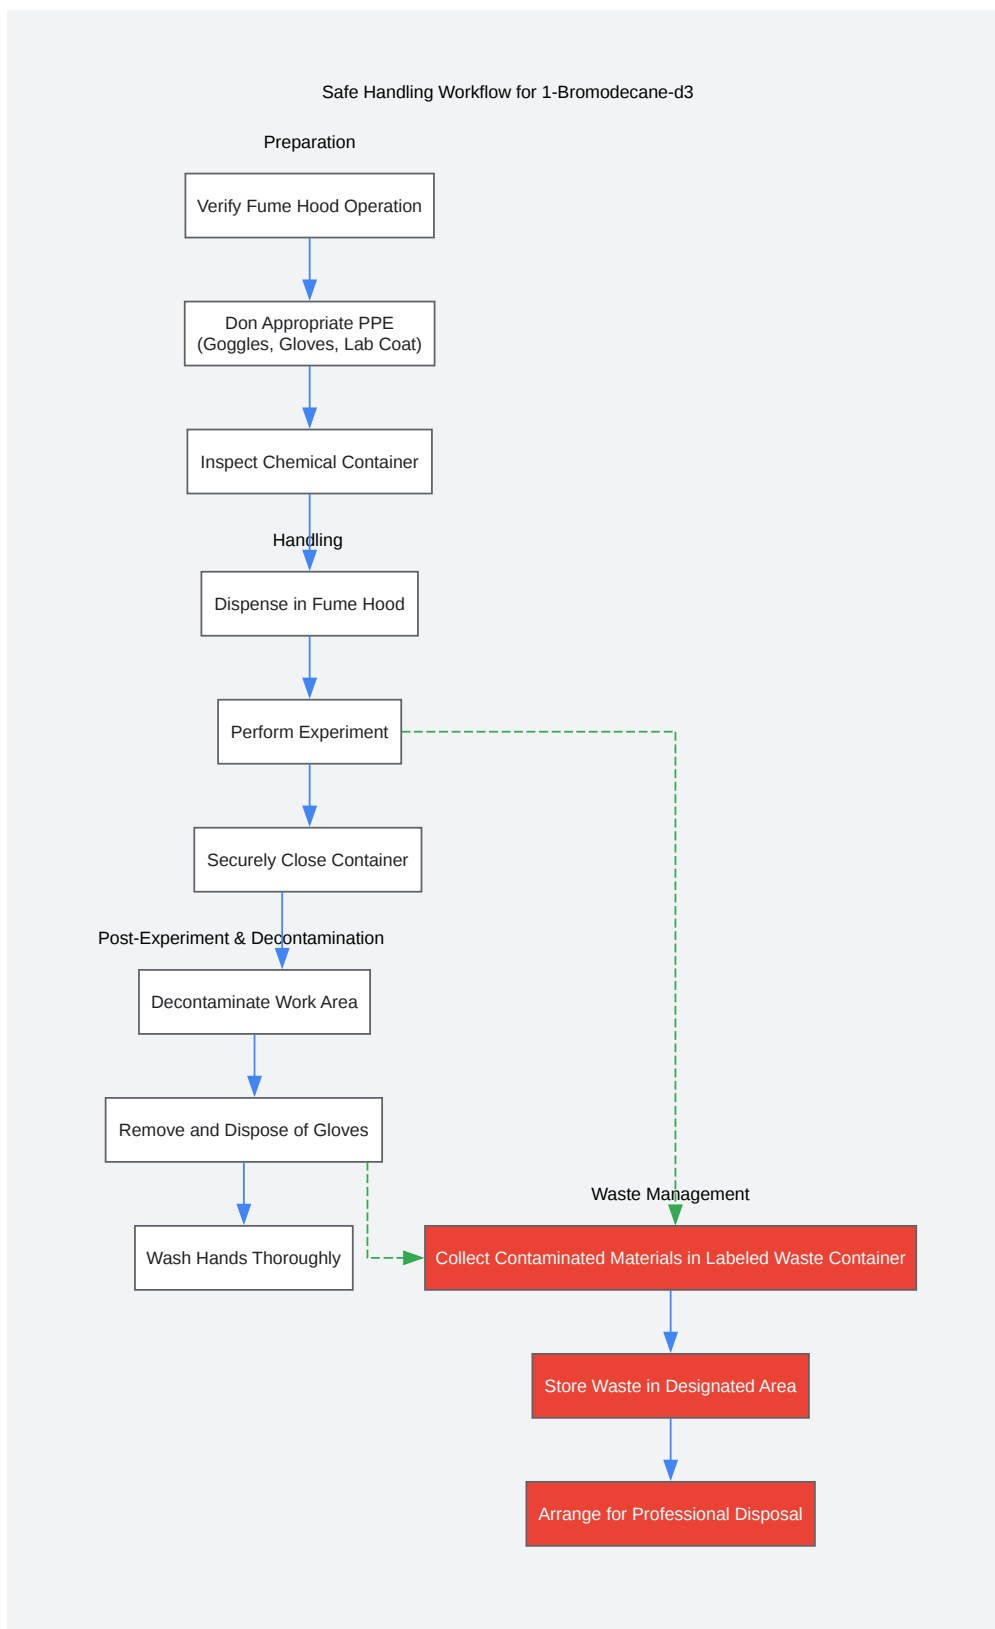 Safe Handling Workflow for 1-Bromodecane-d3
Preparation
Verify Fume Hood Operation
Don Appropriate PPE
(Goggles, Gloves, Lab Coat)
Inspect Chemical Container
Handling
Dispense in Fume Hood
Perform Experiment
Securely Close Container
Post-Experiment & Decontamination
Decontaminate Work Area
Remove and Dispose of Gloves
Wash Hands Thoroughly
Waste Management
Collect Contaminated Materials in Labeled Waste Container
Store Waste in Designated Area
Arrange for Professional Disposal